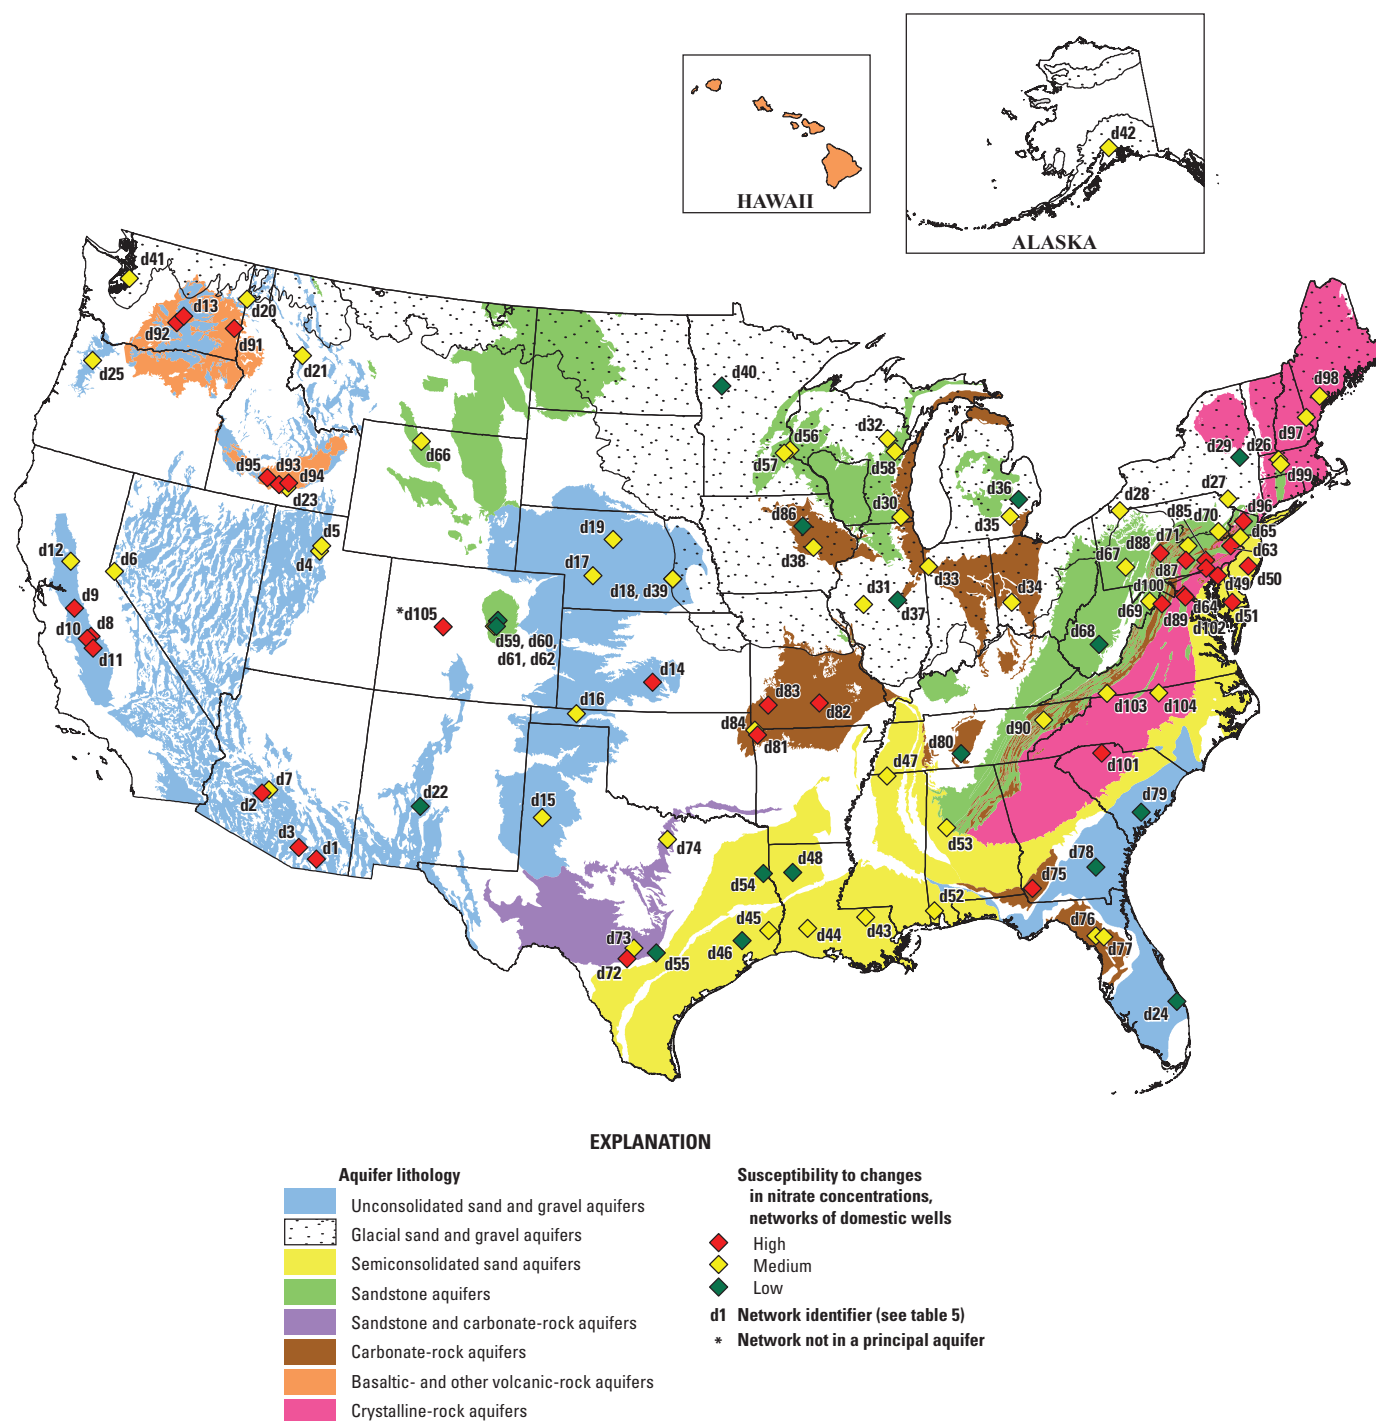 HAWAII
d42
ALASKA
d41
d13
d20
d92
d91
d25
d21
d40
d98
d56
d32
d57
d58
d29
d26
d97
d99
d66
d95
d93
d94
d23
d36
d27
d28
d30
d35
d86
d38
d85
d70
d96
d19
d5
d4
d12
d6
d88
d71
d65
d67
d63
d17
d18, d39
d33
d87
d50
d31
d34
d100
d49
d9
*d105
d37
d69
d64
d51
d10
d8
d89
d102
d59, d60,
d61, d62
d68
d11
d14
d83
d82
d16
d103
d104
d84
d81
d90
d80
d101
d47
d7
d2
d22
d15
d79
d3
d1
d74
d53
d48
d78
d54
d75
d52
d45
d76
d44
d43
d77
d73
d46
d72
d55
d24
EXPLANATION
Aquifer lithology
Unconsolidated sand and gravel aquifers
Glacial sand and gravel aquifers
Semiconsolidated sand aquifers
Sandstone aquifers
Sandstone and carbonate-rock aquifers
Carbonate-rock aquifers
Basaltic- and other volcanic-rock aquifers
Crystalline-rock aquifers
Susceptibility to changes
in nitrate concentrations,
networks of domestic wells
High
Medium
Low
d1 Network identifier (see table 5)
* Network not in a principal aquifer